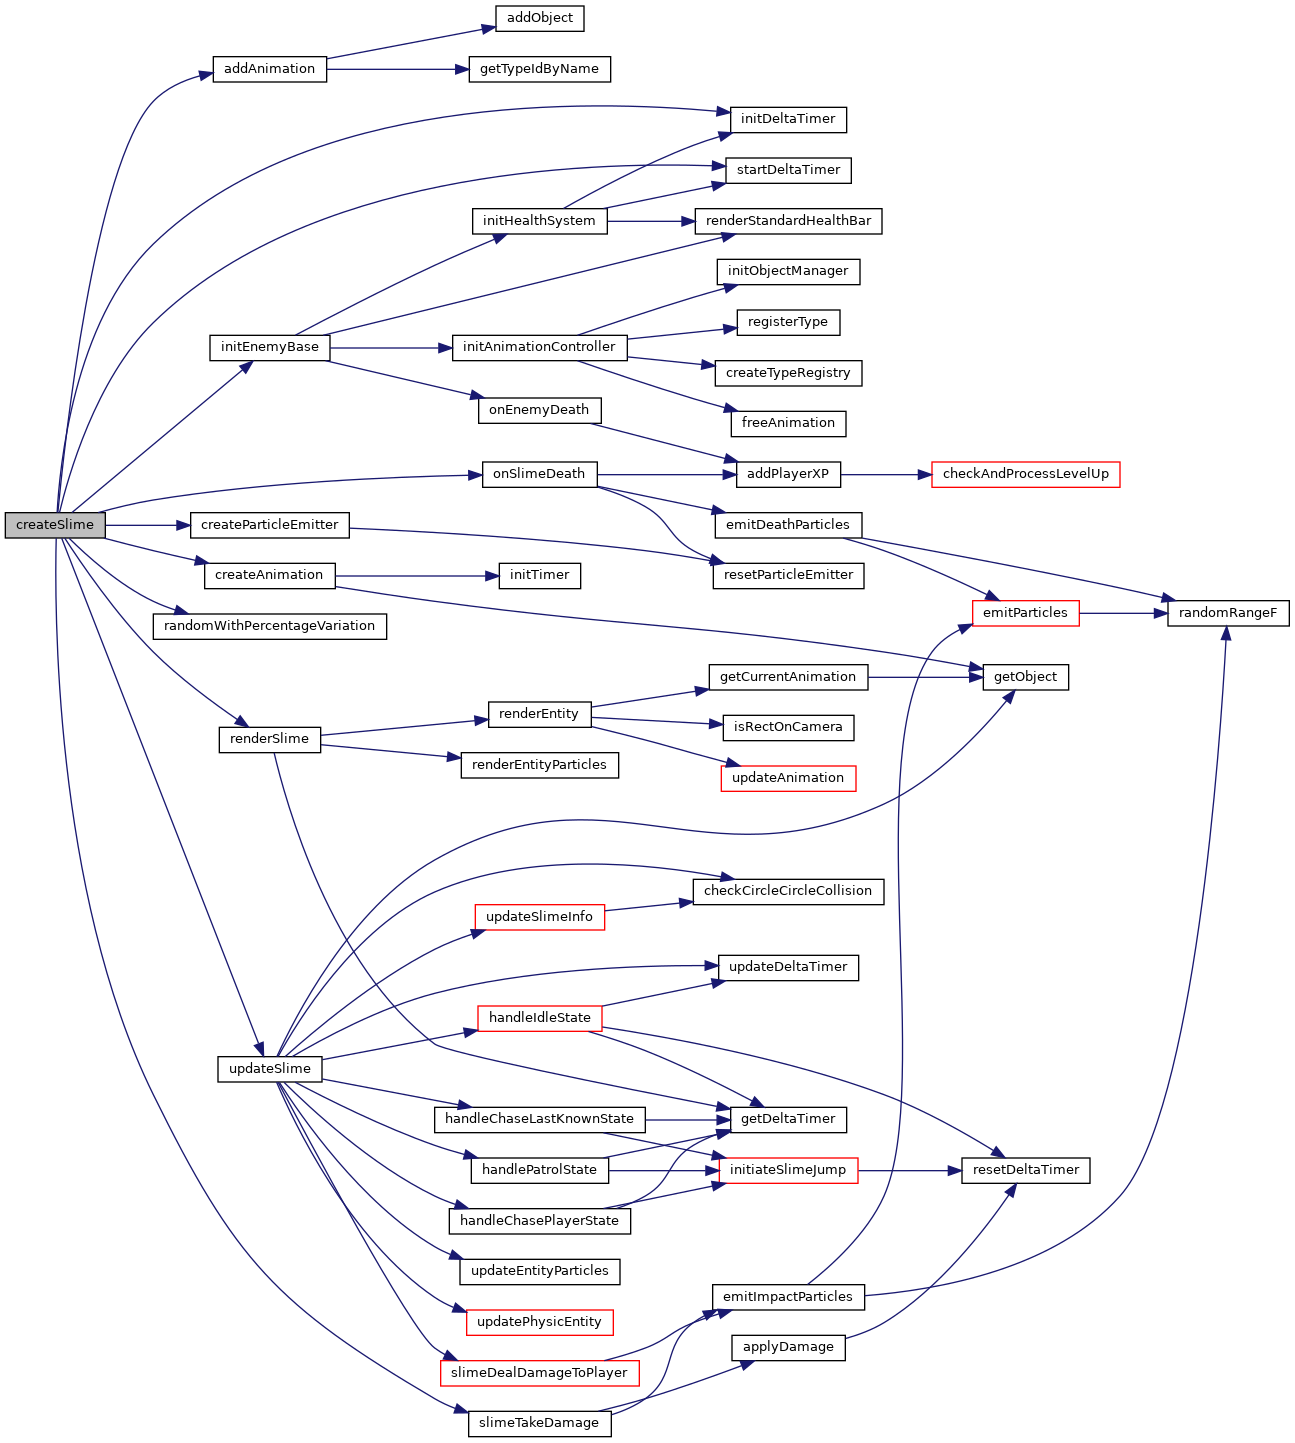 addObject
addAnimation
getTypeIdByName
initDeltaTimer
startDeltaTimer
initHealthSystem
renderStandardHealthBar
initObjectManager
registerType
initEnemyBase
initAnimationController
createTypeRegistry
onEnemyDeath
freeAnimation
onSlimeDeath
addPlayerXP
checkAndProcessLevelUp
createSlime
createParticleEmitter
emitDeathParticles
createAnimation
initTimer
resetParticleEmitter
emitParticles
randomRangeF
randomWithPercentageVariation
getCurrentAnimation
getObject
renderEntity
isRectOnCamera
renderSlime
renderEntityParticles
updateAnimation
checkCircleCircleCollision
updateSlimeInfo
updateDeltaTimer
handleIdleState
updateSlime
handleChaseLastKnownState
getDeltaTimer
handlePatrolState
initiateSlimeJump
resetDeltaTimer
handleChasePlayerState
updateEntityParticles
emitImpactParticles
updatePhysicEntity
applyDamage
slimeDealDamageToPlayer
slimeTakeDamage